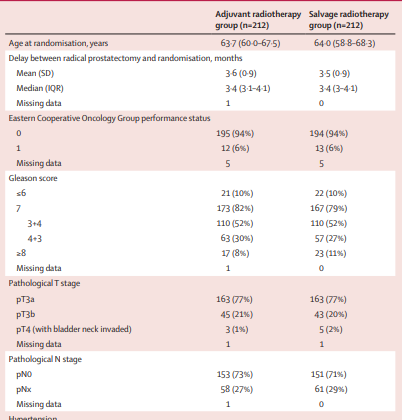 Adjuvant radiotherapy Salvage radiotherapy
group (n=212) group (n=212)
Age at randomisation, years 63·7 (60·0–67·5) 64·0 (58·8–68·3)
Delay between radical prostatectomy and randomisation, months
Mean (SD) 3·6 (0·9) 3·5 (0·9)
Median (IQR) 3·4 (3·1–4·1) 3·4 (3–4·1)
Missing data 1 0
Eastern Cooperative Oncology Group performance status
0 195 (94%) 194 (94%)
1 12 (6%) 13 (6%)
Missing data 5 5
Gleason score
≤6 21 (10%) 22 (10%)
7 173 (82%) 167 (79%)
3+4 110 (52%) 110 (52%)
4+3 63 (30%) 57 (27%)
≥8 17 (8%) 23 (11%)
Missing data 1 0
Pathological T stage
pT3a 163 (77%) 163 (77%)
pT3b 45 (21%) 43 (20%)
pT4 (with bladder neck invaded) 3 (1%) 5 (2%)
Missing data 1 1
Pathological N stage
pN0 153 (73%) 151 (71%)
pNx 58 (27%) 61 (29%)
Missing data 1 0
Hypertension